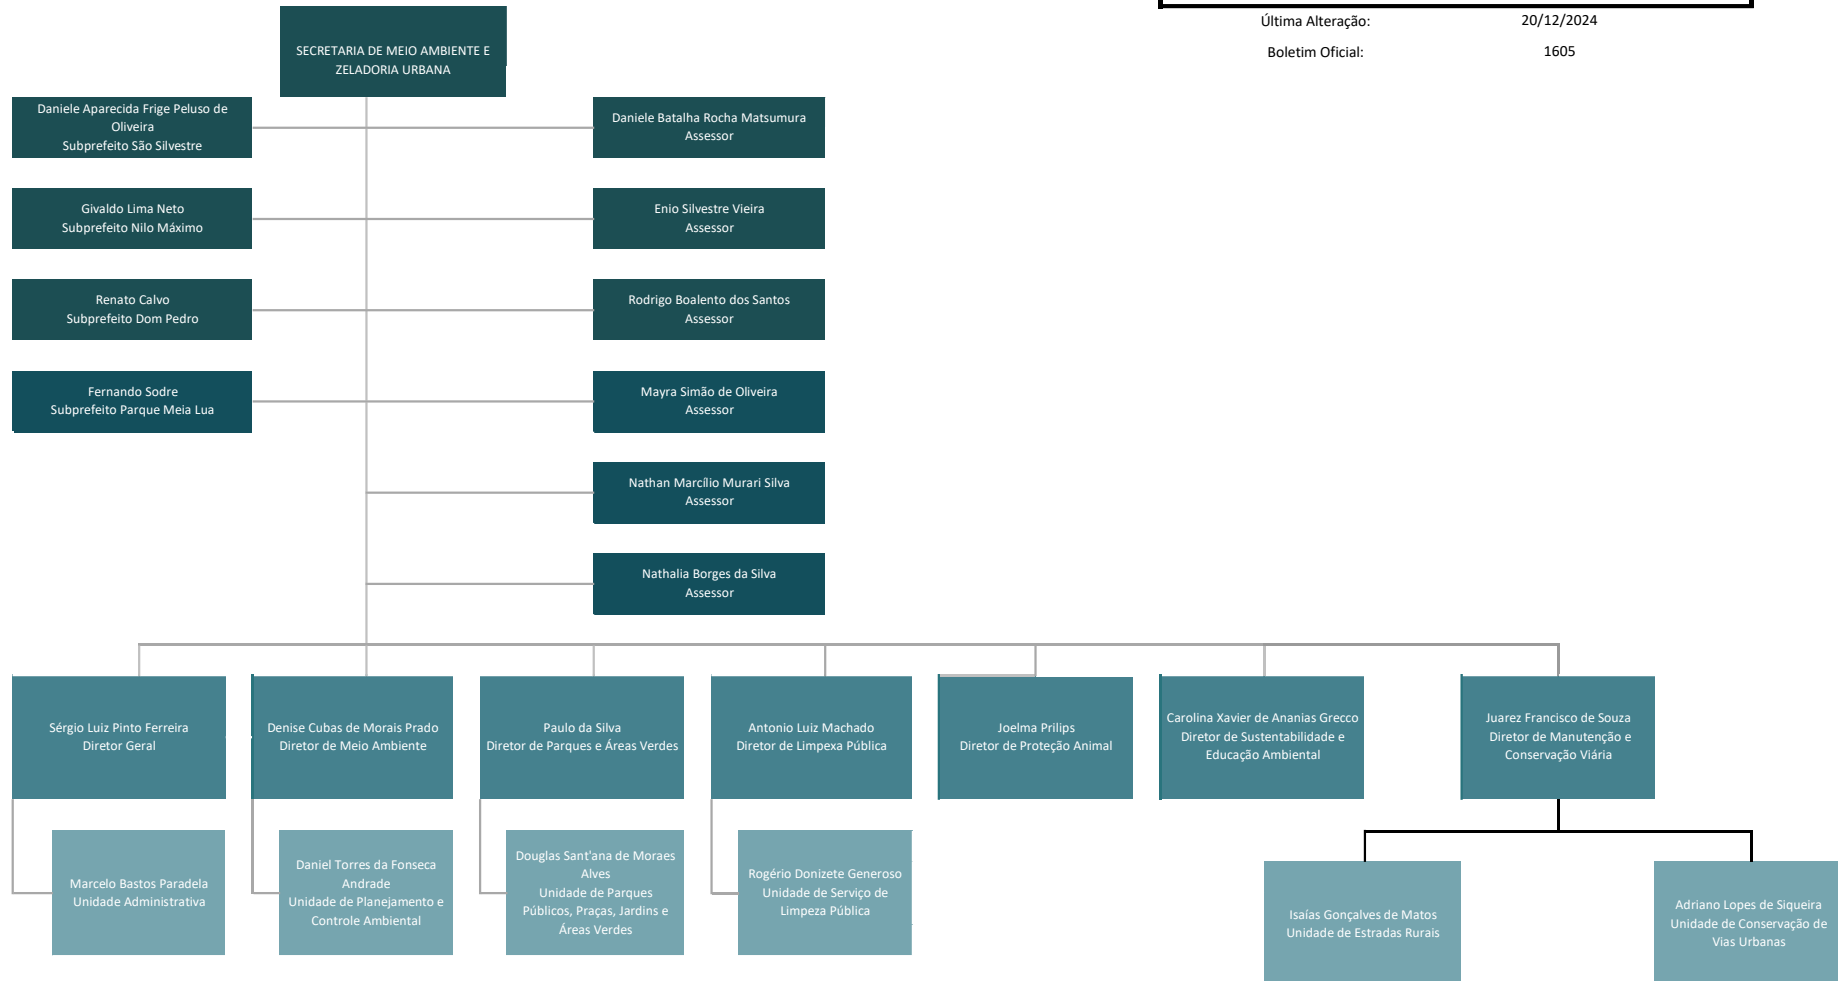 Última Alteração: 20/12/2024
Boletim Oficial: 1605
SECRETARIA DE MEIO AMBIENTE E
ZELADORIA URBANA
Daniele Aparecida Frige Peluso de
Oliveira
Subprefeito São Silvestre
Daniele Batalha Rocha Matsumura
Assessor
Givaldo Lima Neto
Subprefeito Nilo Máximo
Enio Silvestre Vieira
Assessor
Renato Calvo
Subprefeito Dom Pedro
Rodrigo Boalento dos Santos
Assessor
Fernando Sodre
Subprefeito Parque Meia Lua
Mayra Simão de Oliveira
Assessor
Nathan Marcílio Murari Silva
Assessor
Nathalia Borges da Silva
Assessor
Sérgio Luiz Pinto Ferreira
Diretor Geral
Denise Cubas de Morais Prado
Diretor de Meio Ambiente
Paulo da Silva
Diretor de Parques e Áreas Verdes
Antonio Luiz Machado
Diretor de Limpexa Pública
Joelma Prilips
Diretor de Proteção Animal
Carolina Xavier de Ananias Grecco
Diretor de Sustentabilidade e
Educação Ambiental
Juarez Francisco de Souza
Diretor de Manutenção e
Conservação Viária
Marcelo Bastos Paradela
Unidade Administrativa
Daniel Torres da Fonseca
Andrade
Unidade de Planejamento e
Controle Ambiental
Douglas Sant'ana de Moraes
Alves
Unidade de Parques
Públicos, Praças, Jardins e
Áreas Verdes
Rogério Donizete Generoso
Unidade de Serviço de
Limpeza Pública
Isaías Gonçalves de Matos
Unidade de Estradas Rurais
Adriano Lopes de Siqueira
Unidade de Conservação de
Vias Urbanas